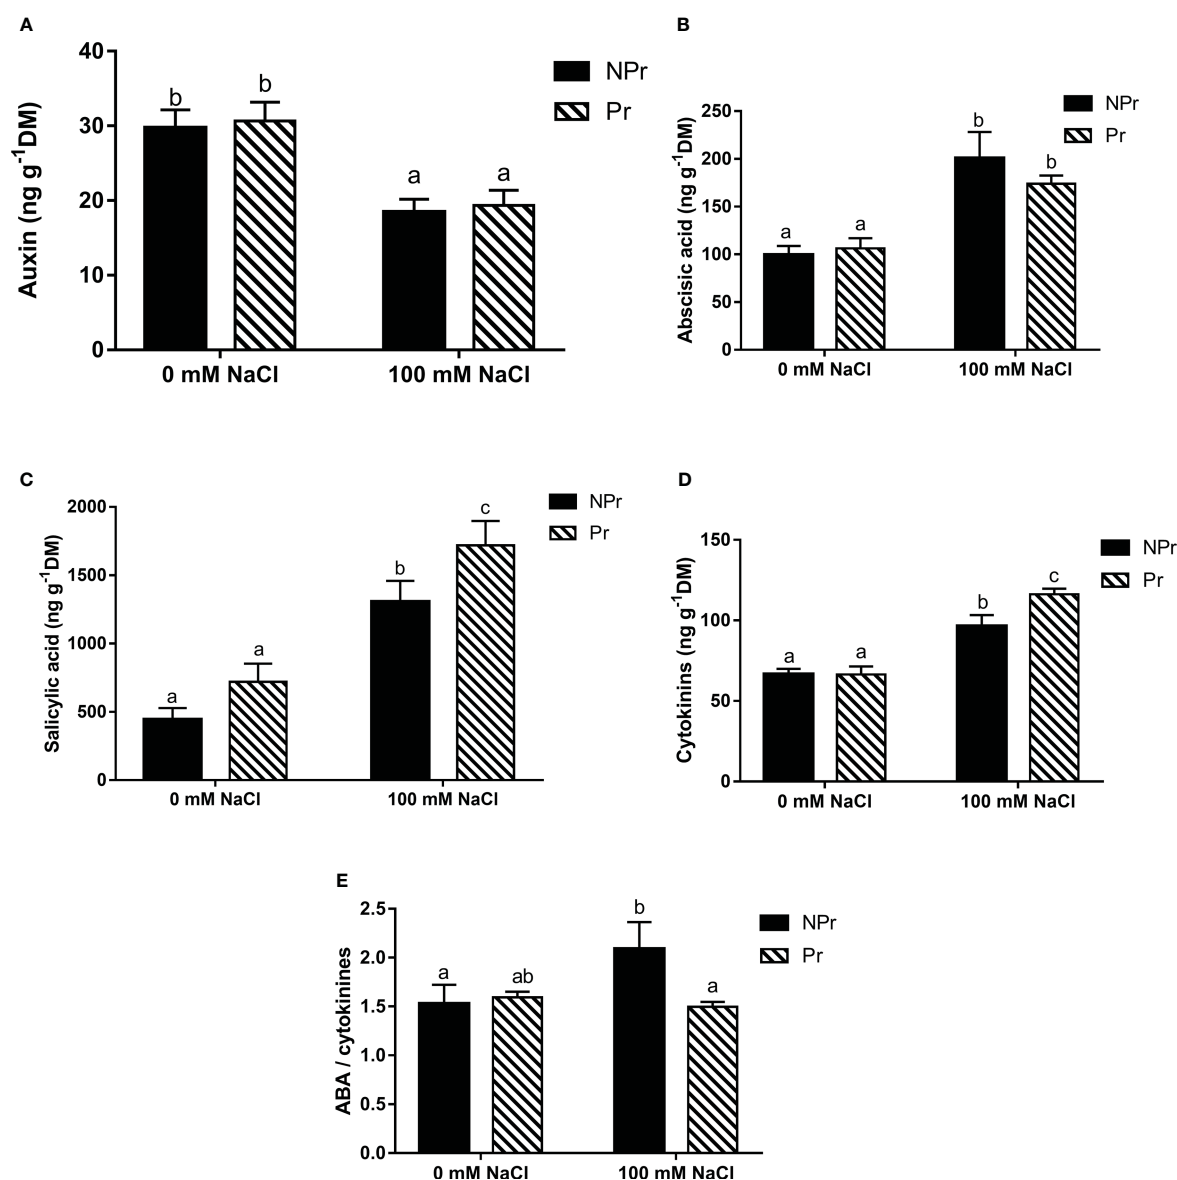 A
Auxin (ng g⁻¹DM)
40
30
20
10
0
b
b
a
a
0 mM NaCl
100 mM NaCl
NPr
Pr
B
Abscisic acid (ng g⁻¹DM)
250
200
150
100
50
0
a
a
b
b
0 mM NaCl
100 mM NaCl
NPr
Pr
C
Salicylic acid (ng g⁻¹DM)
2000
1500
1000
500
0
a
a
b
c
0 mM NaCl
100 mM NaCl
NPr
Pr
D
Cytokinins (ng g⁻¹DM)
150
100
50
0
a
a
b
c
0 mM NaCl
100 mM NaCl
NPr
Pr
E
ABA / cytokinines
2.5
2.0
1.5
1.0
0.5
0.0
a
ab
b
a
0 mM NaCl
100 mM NaCl
NPr
Pr